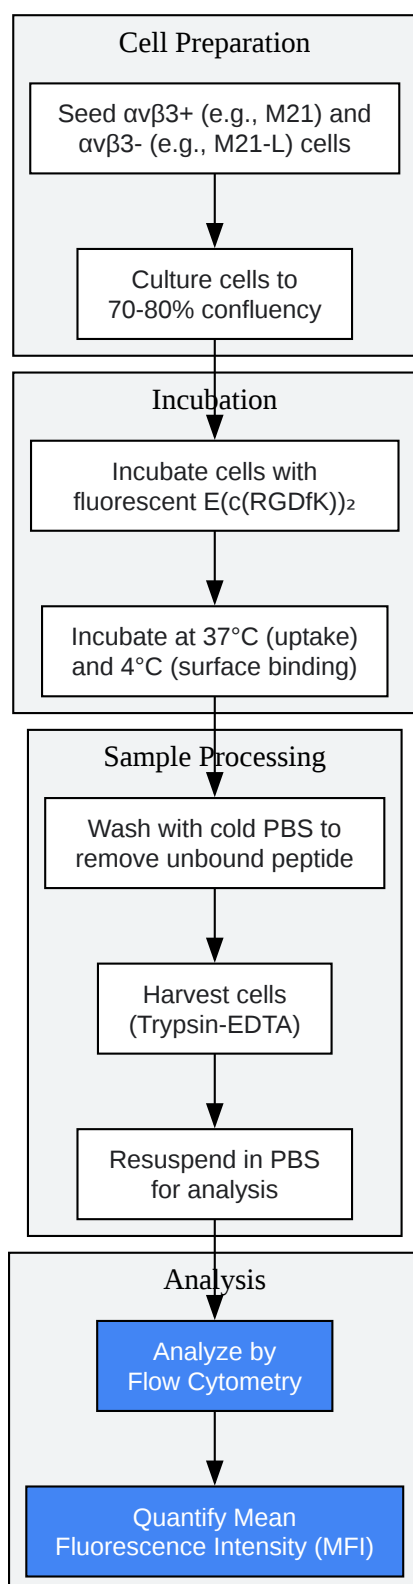 Cell Preparation
Seed αvβ3+ (e.g., M21) and
αvβ3- (e.g., M21-L) cells
Culture cells to
70-80% confluency
Incubation
Incubate cells with
fluorescent E(c(RGDfK))₂
Incubate at 37°C (uptake)
and 4°C (surface binding)
Sample Processing
Wash with cold PBS to
remove unbound peptide
Harvest cells
(Trypsin-EDTA)
Resuspend in PBS
for analysis
Analysis
Analyze by
Flow Cytometry
Quantify Mean
Fluorescence Intensity (MFI)